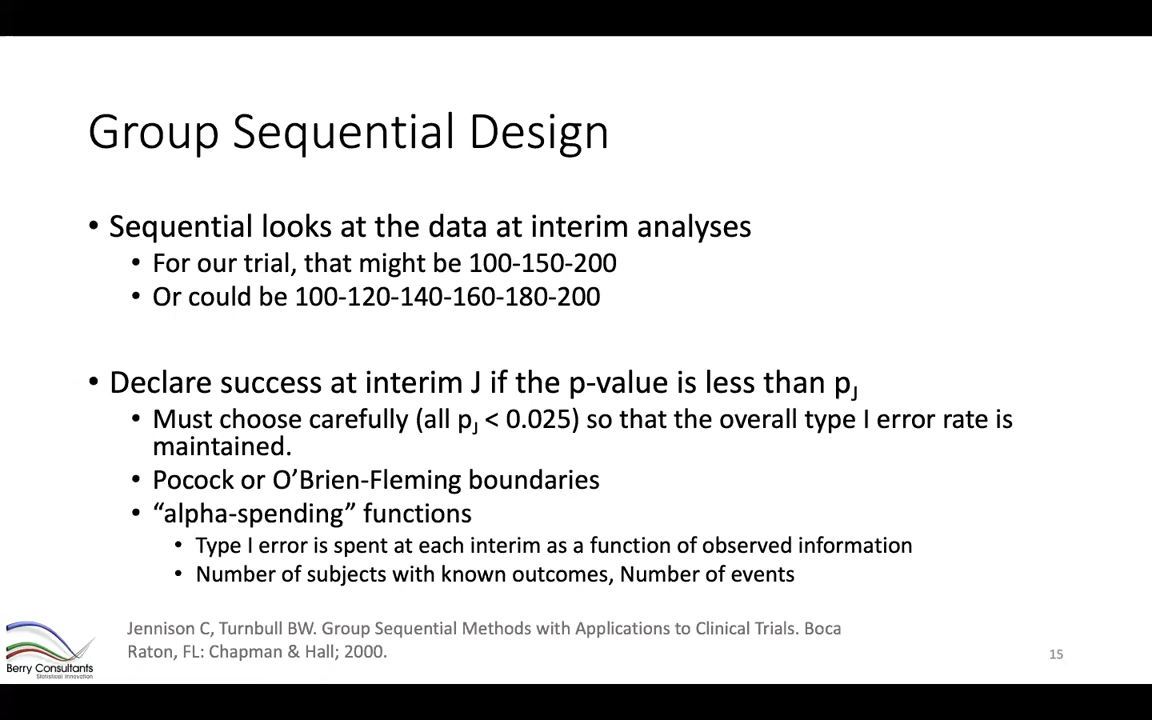 Group Sequential Design
• Sequential looks at the data at interim analyses
• For our trial, that might be 100-150-200
• Or could be 100-120-140-160-180-200
• Declare success at interim J if the p-value is less than pJ
• Must choose carefully (all pJ < 0.025) so that the overall type I error rate is
maintained.
• Pocock or O’Brien-Fleming boundaries
• “alpha-spending” functions
• Type I error is spent at each interim as a function of observed information
• Number of subjects with known outcomes, Number of events
Jennison C, Turnbull BW. Group Sequential Methods with Applications to Clinical Trials. Boca
Raton, FL: Chapman & Hall; 2000.
Berry Consultants
Statistical Innovation
15